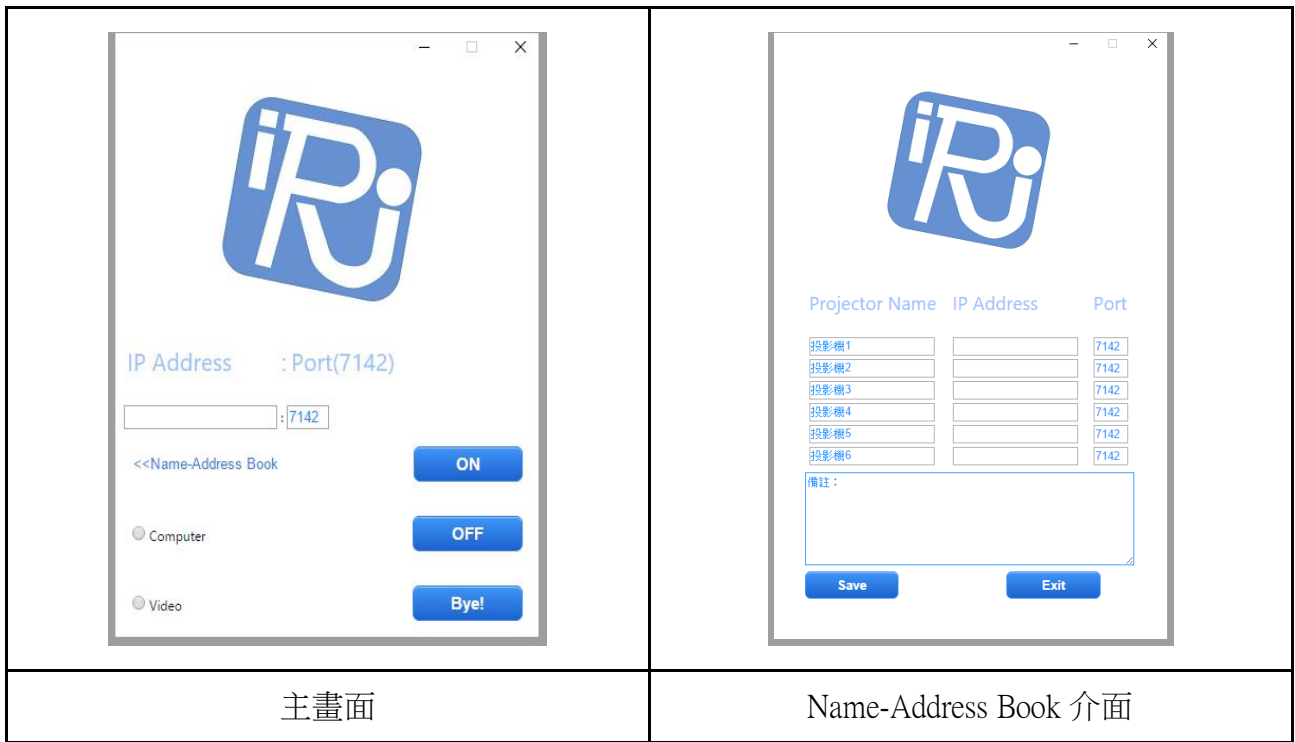 iPRJ
IP Address : Port(7142)
: 7142
<<Name-Address Book
ON
Computer
OFF
Video
Bye!
主畫面
iPRJ
Projector Name IP Address Port
投影機1 7142
投影機2 7142
投影機3 7142
投影機4 7142
投影機5 7142
投影機6 7142
備註：
Save Exit
Name-Address Book 介面